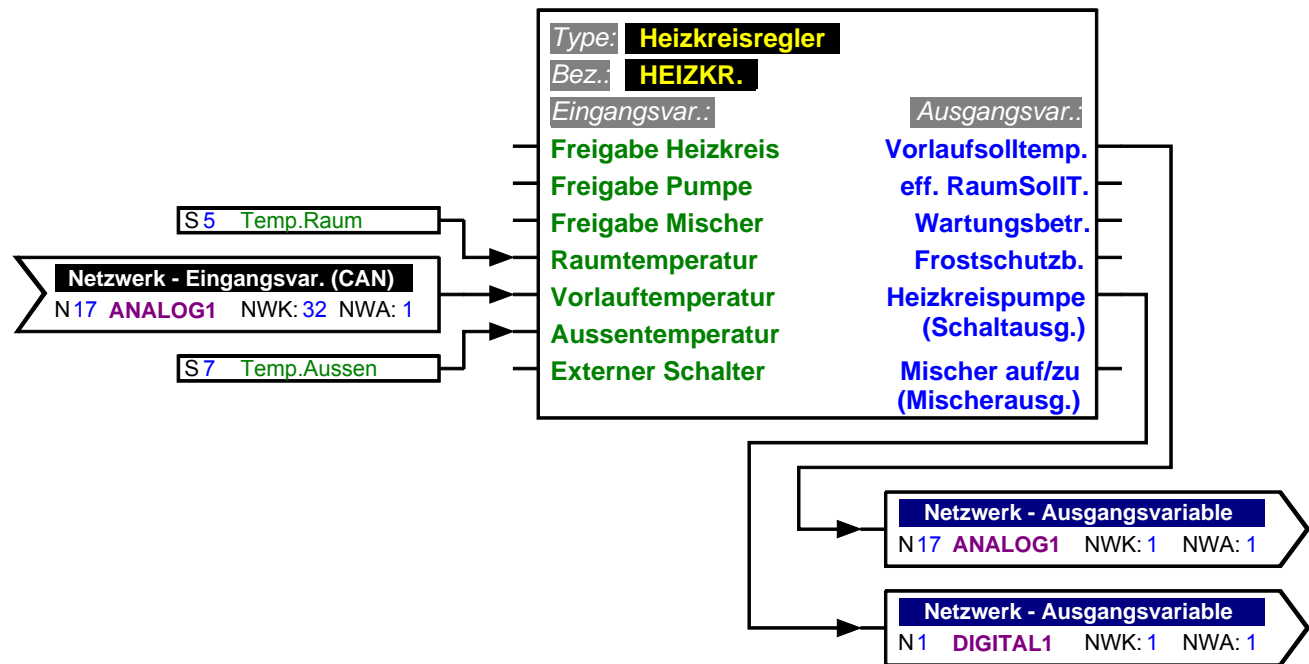 Type: Heizkreisregler
Bez.: HEIZKR.
Eingangsvar.: Ausgangsvar.:
Freigabe Heizkreis Vorlaufsolltemp.
Freigabe Pumpe eff. RaumSollT.
S 5 Temp.Raum Freigabe Mischer Wartungsbetr.
Raumtemperatur Frostschutzb.
Netzwerk - Eingangsvar. (CAN)
N 17 ANALOG1 NWK: 32 NWA: 1
Vorlauftemperatur Heizkreispumpe
Aussentemperatur (Schaltausg.)
S 7 Temp.Aussen Externer Schalter Mischer auf/zu
(Mischerausg.)
Netzwerk - Ausgangsvariable
N 17 ANALOG1 NWK: 1 NWA: 1
Netzwerk - Ausgangsvariable
N 1 DIGITAL1 NWK: 1 NWA: 1